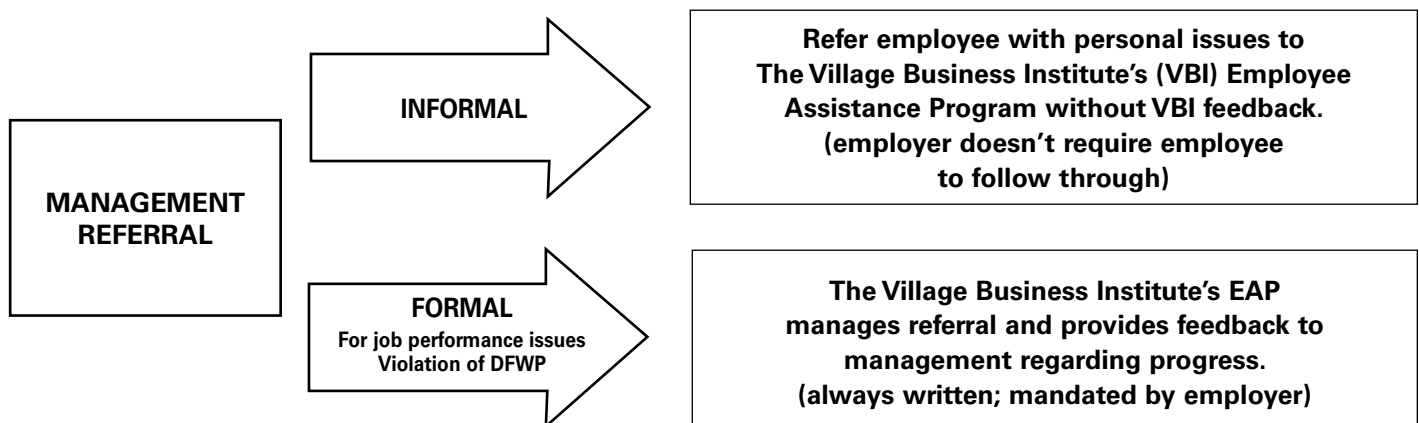 MANAGEMENT
REFERRAL
INFORMAL
Refer employee with personal issues to
The Village Business Institute’s (VBI) Employee
Assistance Program without VBI feedback.
(employer doesn’t require employee
to follow through)
FORMAL
For job performance issues
Violation of DFWP
The Village Business Institute’s EAP
manages referral and provides feedback to
management regarding progress.
(always written; mandated by employer)